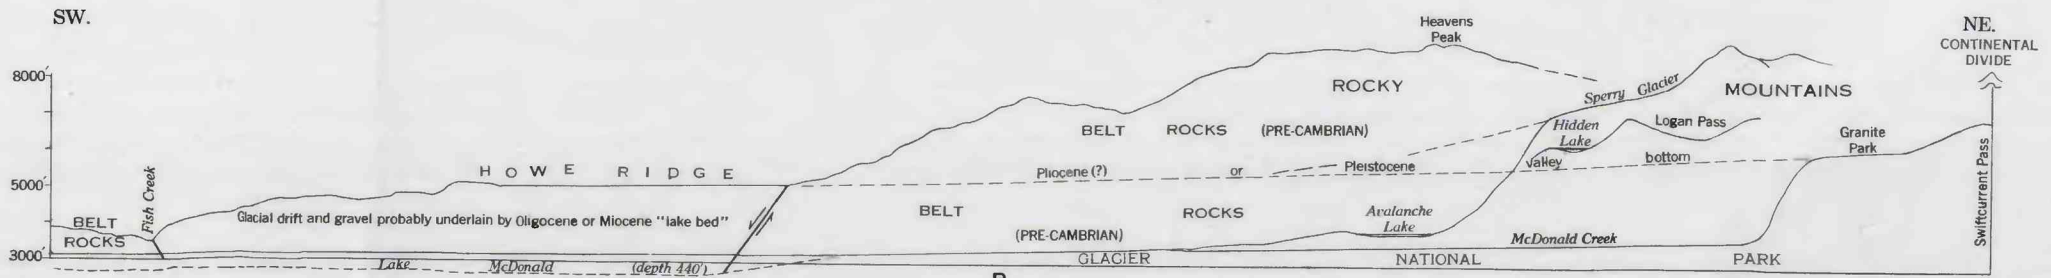 SW.
NE.
CONTINENTAL
DIVIDE
Heavens
Peak
8000'
5000'
3000'
ROCKY
MOUNTAINS
Sperry Glacier
BELT ROCKS (PRE-CAMBRIAN)
Hidden
Lake
Logan Pass
Granite
Park
Swiftcurrent Pass
HOWE RIDGE
Pliocene (?) or Pleistocene valley bottom
Fish Creek
BELT
ROCKS
Glacial drift and gravel probably underlain by Oligocene or Miocene "lake bed"
BELT ROCKS
(PRE-CAMBRIAN)
Avalanche
Lake
McDonald Creek
Lake McDonald (depth 440')
GLACIER NATIONAL PARK